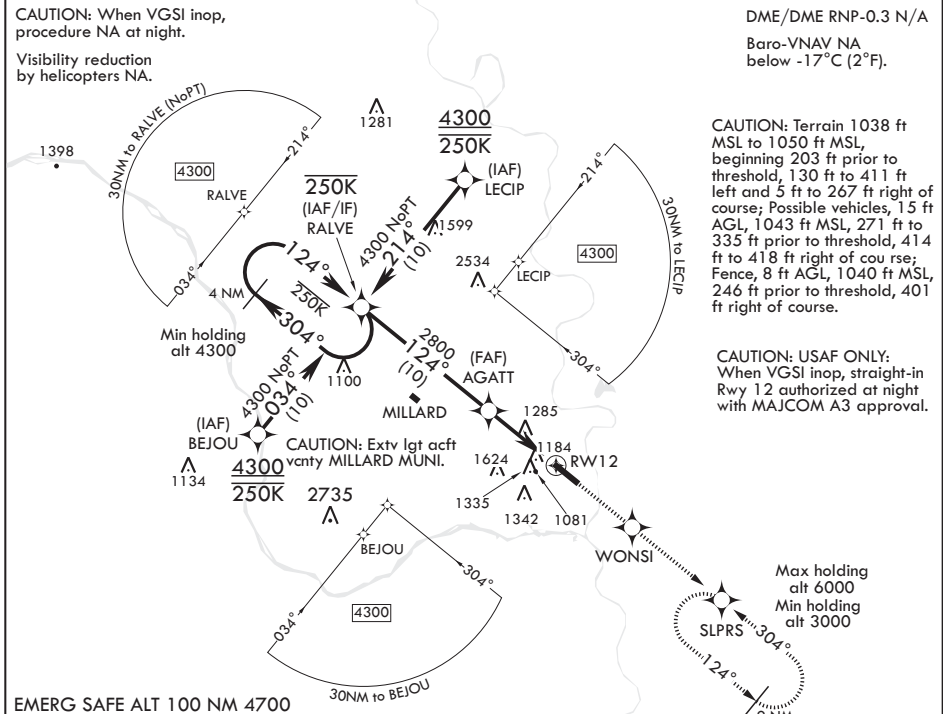 CAUTION: When VGSI inop,
procedure NA at night.
Visibility reduction
by helicopters NA.
DME/DME RNP-0.3 N/A
Baro-VNAV NA
below -17°C (2°F).
30NM to RALVE (NoPT)
1398
4300
RALVE
214°
034°
1281
4300
250K
(IAF)
LECIP
250K
(IAF/IF)
RALVE
4300 NoPT
214°
(10)
1599
2534
214°
LECIP
4300
304°
30NM to LECIP
CAUTION: Terrain 1038 ft
MSL to 1050 ft MSL,
beginning 203 ft prior to
threshold, 130 ft to 411 ft
left and 5 ft to 267 ft right of
course; Possible vehicles, 15 ft
AGL, 1043 ft MSL, 271 ft to
335 ft prior to threshold, 414
ft to 418 ft right of cou rse;
Fence, 8 ft AGL, 1040 ft MSL,
246 ft prior to threshold, 401
ft right of course.
CAUTION: USAF ONLY:
When VGSI inop, straight-in
Rwy 12 authorized at night
with MAJCOM A3 approval.
124°
250K
4 NM
304°
Min holding
alt 4300
1100
4300 NoPT
034°
(10)
(IAF)
BEJOU
4300
250K
1134
2800
124°
(10)
(FAF)
AGATT
MILLARD
CAUTION: Extv lgt acft
vcnty MILLARD MUNI.
1285
1184
1624
RW12
1335
1342
1081
2735
BEJOU
034°
304°
4300
30NM to BEJOU
WONSI
SLPRS
Max holding
alt 6000
Min holding
alt 3000
304°
124°
EMERG SAFE ALT 100 NM 4700